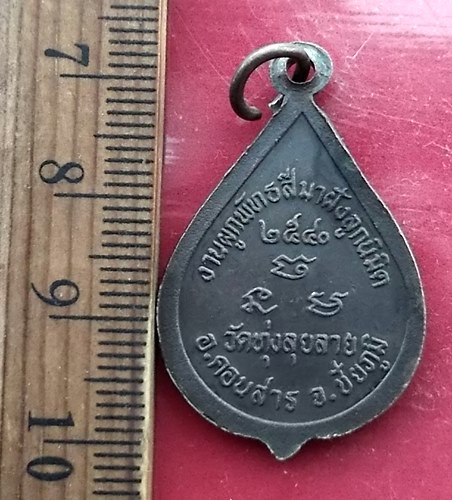 7
8
9
10
งานผูกพัทธสีมาฝังลูกนิมิต
๒๕๔๐
วัดทุ่งลุยลาย
อ.คอนสาร จ.ชัยภูมิ